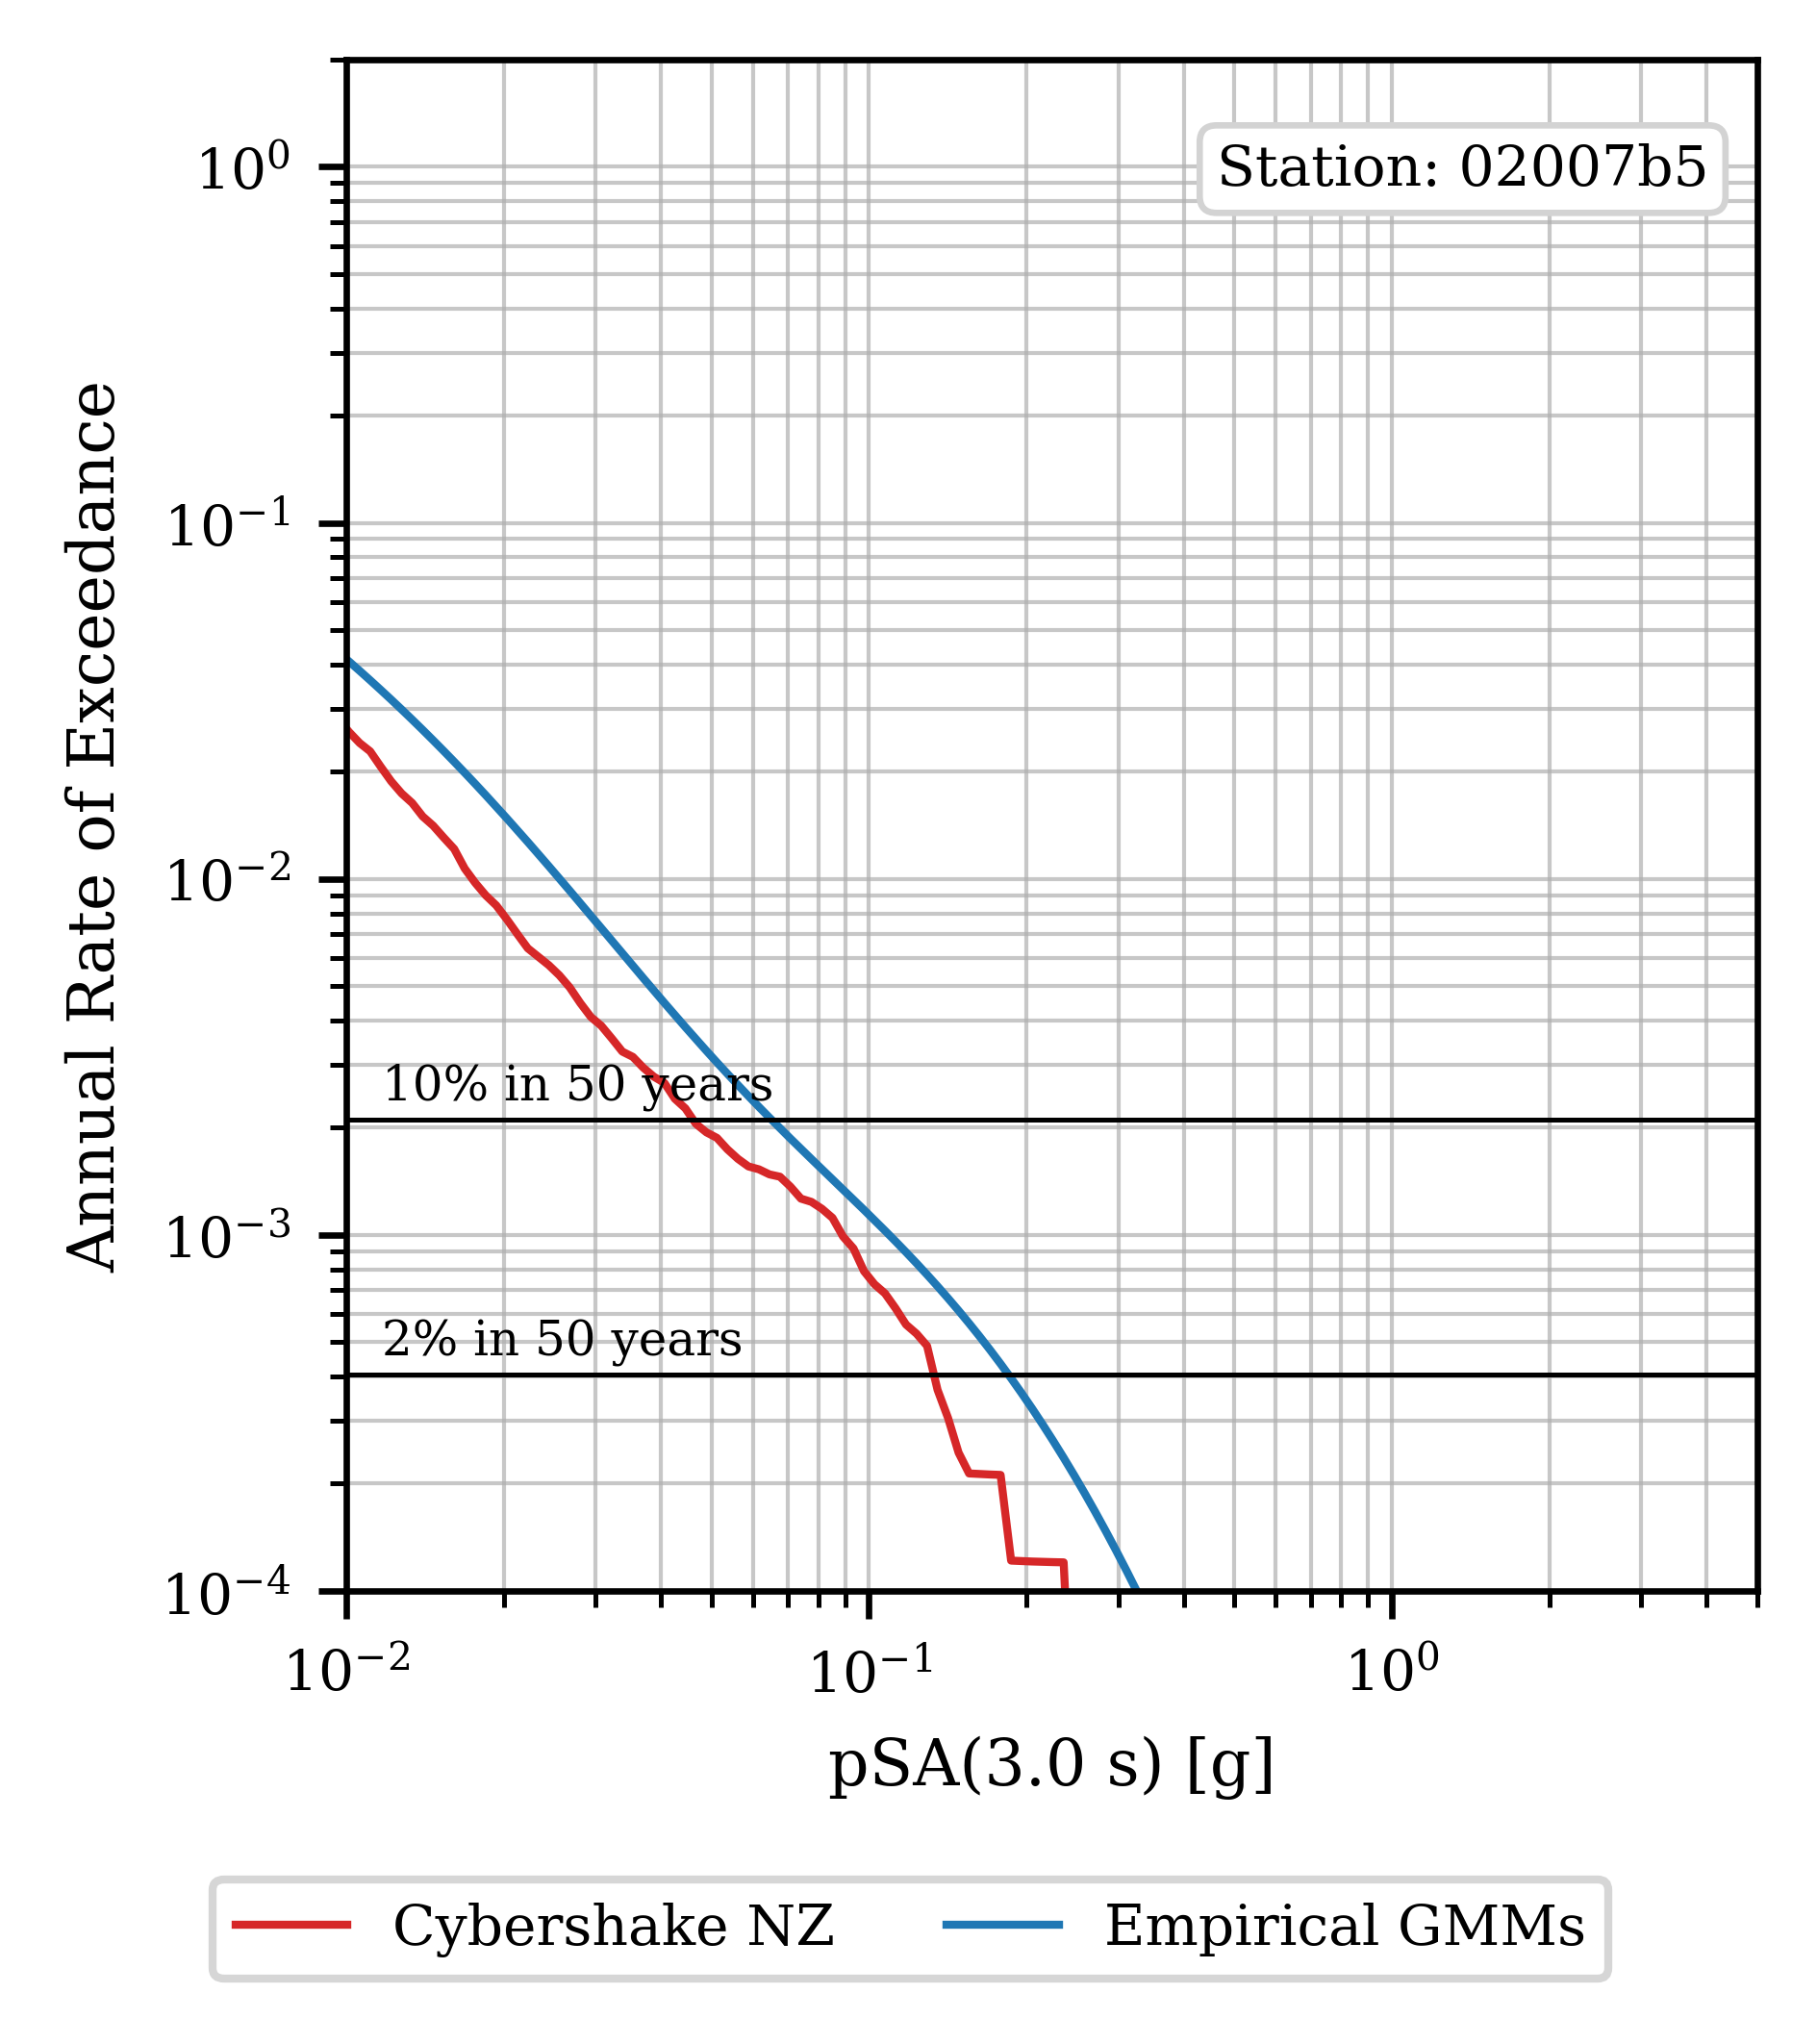 Station: 02007b5
10⁰
10⁻¹
10⁻²
10⁻³
10⁻⁴
Annual Rate of Exceedance
10% in 50 years
2% in 50 years
10⁻²
10⁻¹
10⁰
pSA(3.0 s) [g]
Cybershake NZ
Empirical GMMs